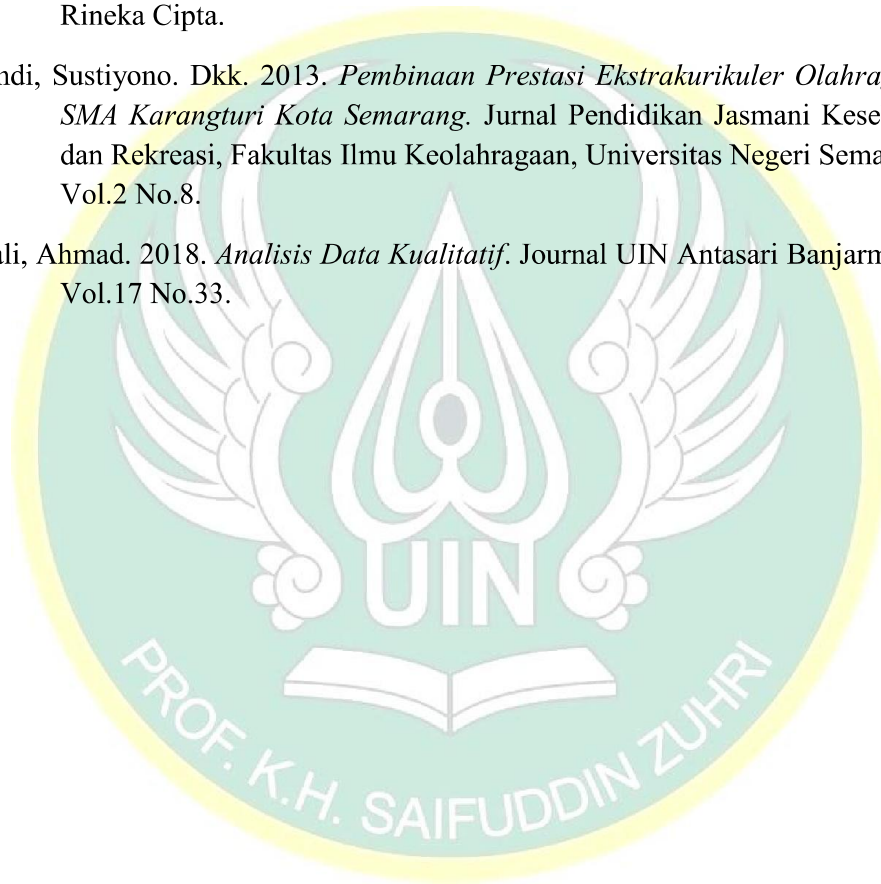 Rineka Cipta.
ndi, Sustiyono. Dkk. 2013. Pembinaan Prestasi Ekstrakurikuler Olahra
SMA Karangturi Kota Semarang. Jurnal Pendidikan Jasmani Kese
dan Rekreasi, Fakultas Ilmu Keolahragaan, Universitas Negeri Sema
Vol.2 No.8.
ali, Ahmad. 2018. Analisis Data Kualitatif. Journal UIN Antasari Banjarm
Vol.17 No.33.
UIN
PROF. K.H. SAIFUDDIN ZUHRI